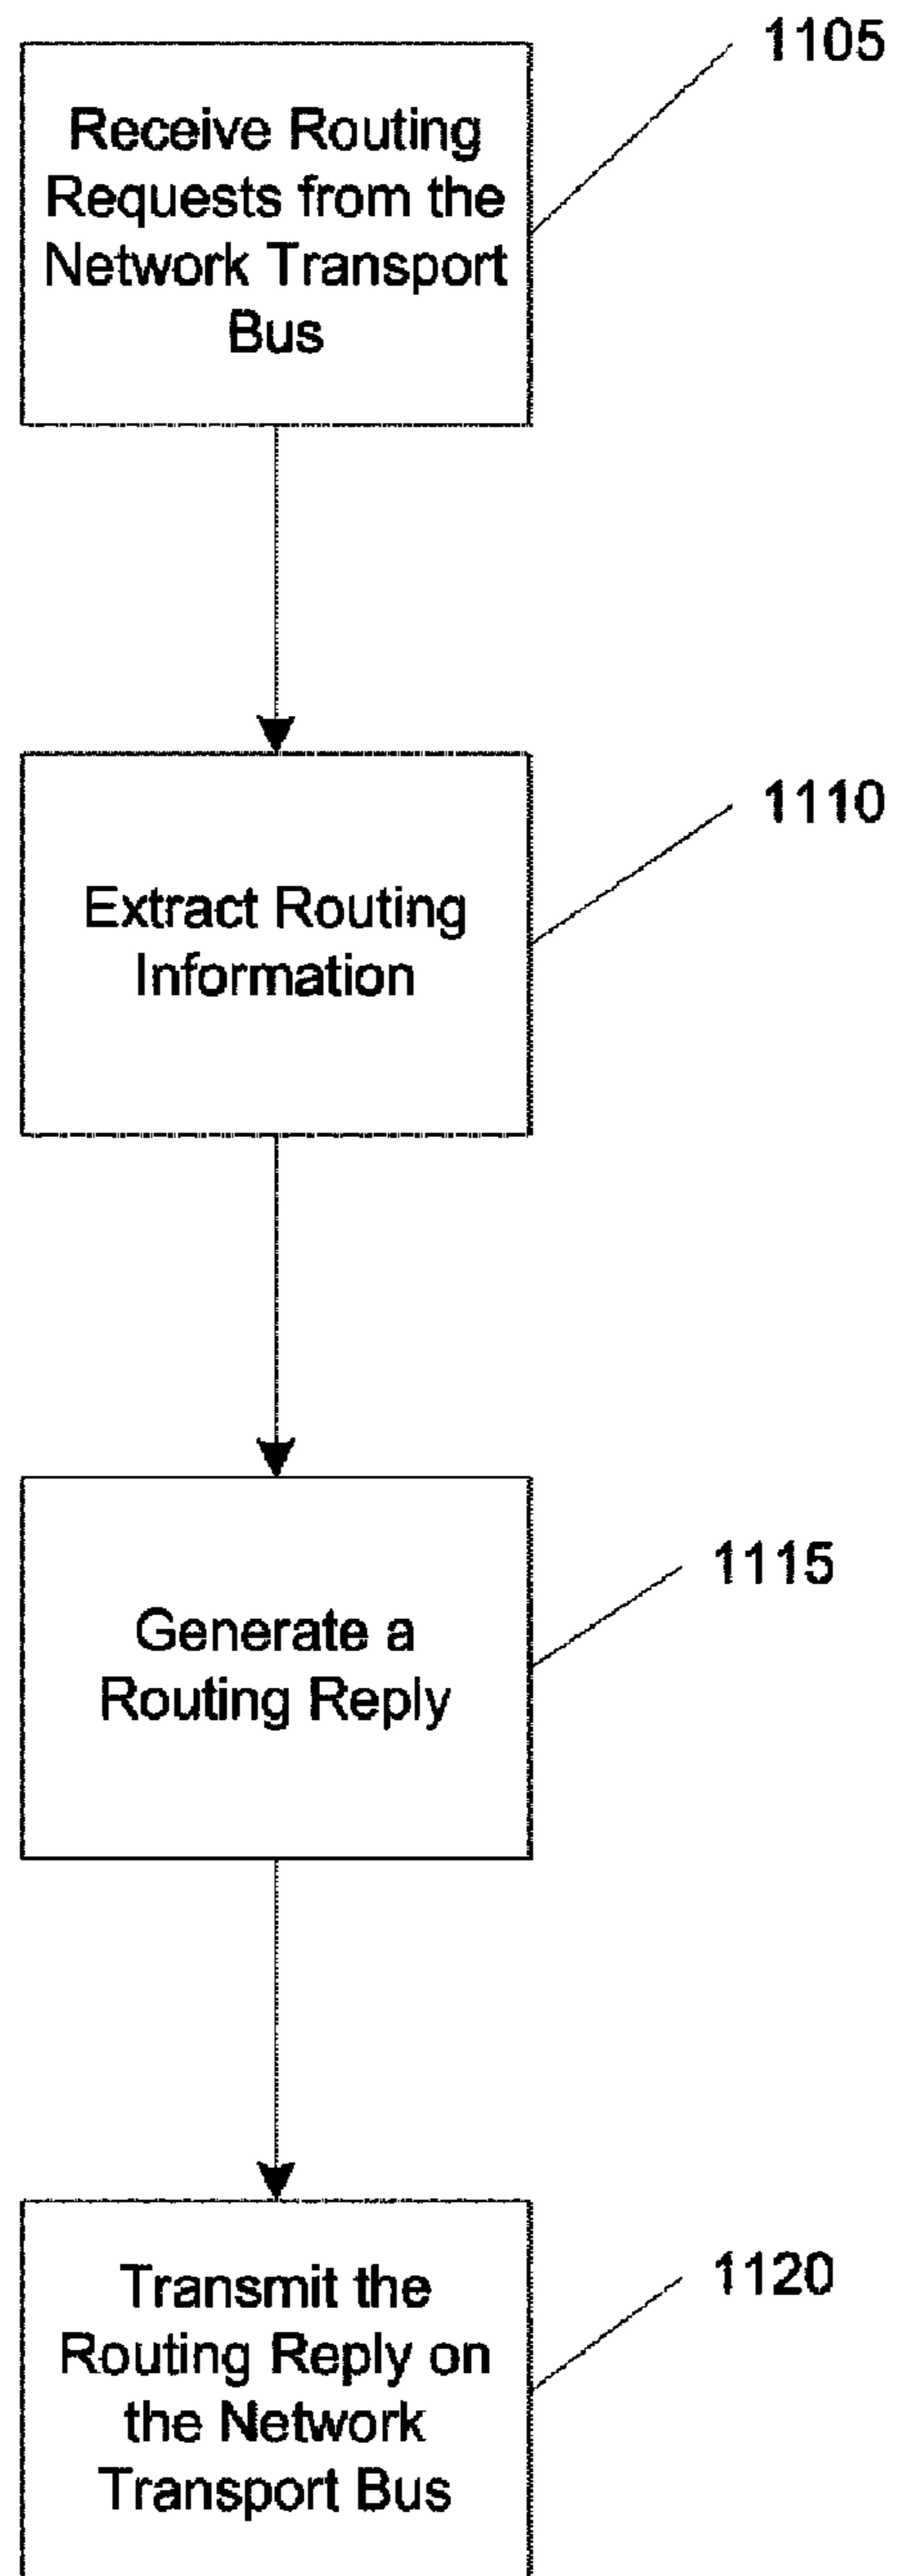 1105
Receive Routing
Requests from the
Network Transport
Bus
1110
Extract Routing
Information
1115
Generate a
Routing Reply
1120
Transmit the
Routing Reply on
the Network
Transport Bus